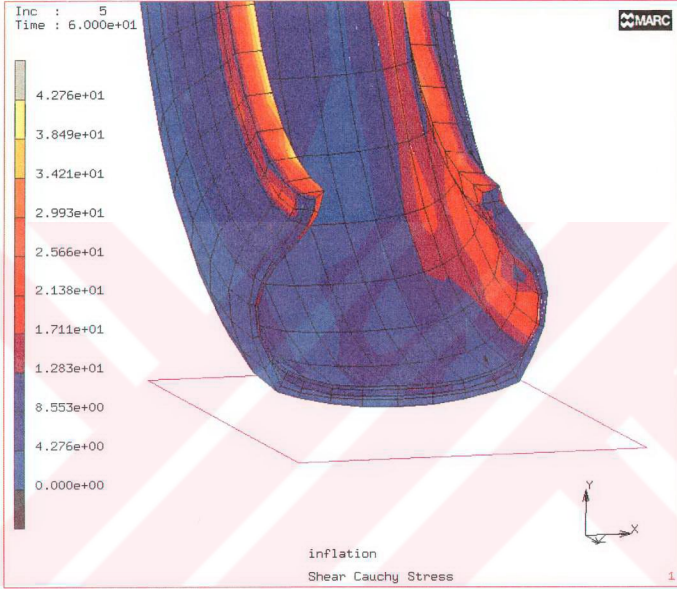 Inc : 5
Time : 6.000e+01
MARC
4.276e+01
3.849e+01
3.421e+01
2.993e+01
2.566e+01
2.138e+01
1.711e+01
1.283e+01
8.553e+00
4.276e+00
0.000e+00
Y
X
Z
inflation
Shear Cauchy Stress
1